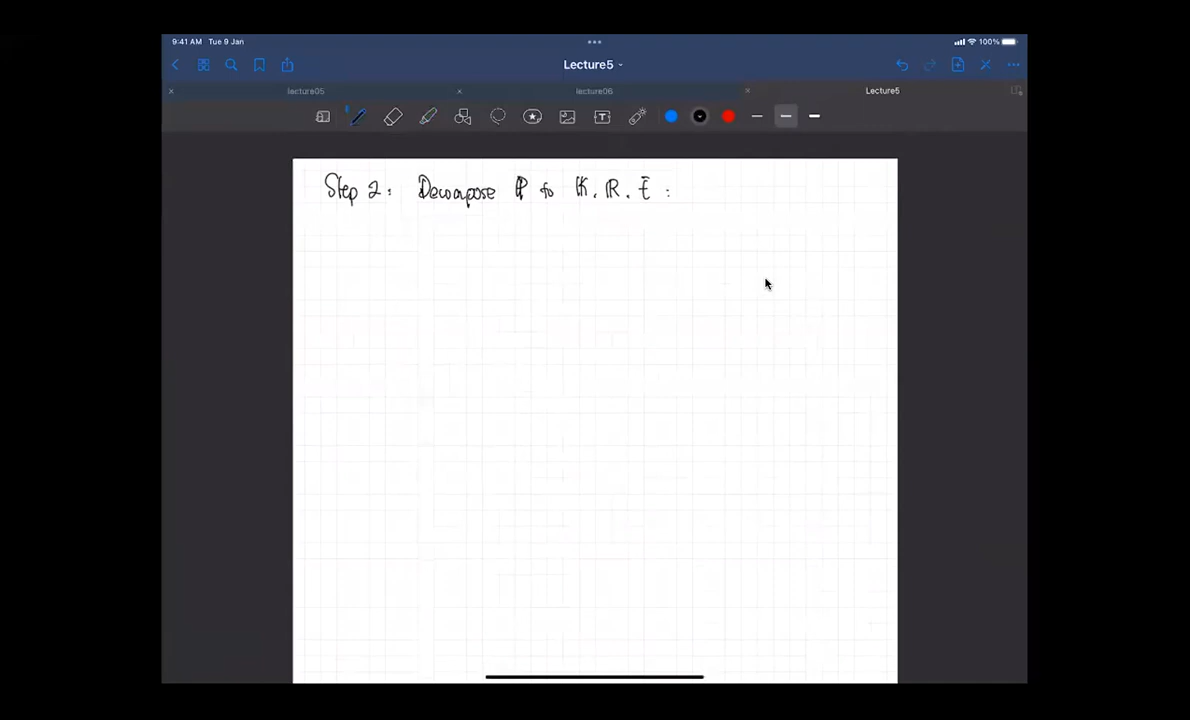 9:41 AM Tue 9 Jan
100%
Lecture5
lecture05
lecture06
Lecture5
T
Step 2: Decompose P to K, R, t :